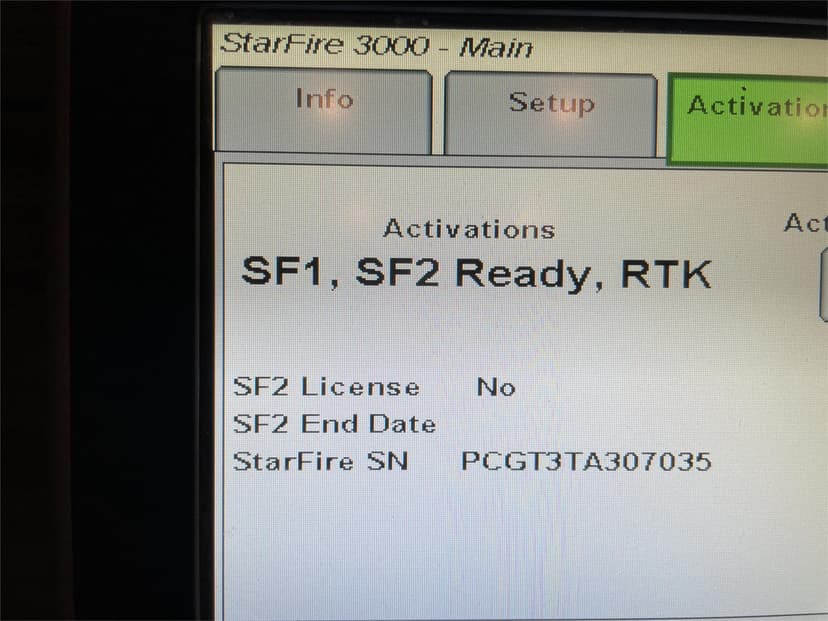 StarFire 3000 - Main
Info
Setup
Activation
Activations
SF1, SF2 Ready, RTK
SF2 License No
SF2 End Date
StarFire SN PCGT3TA307035